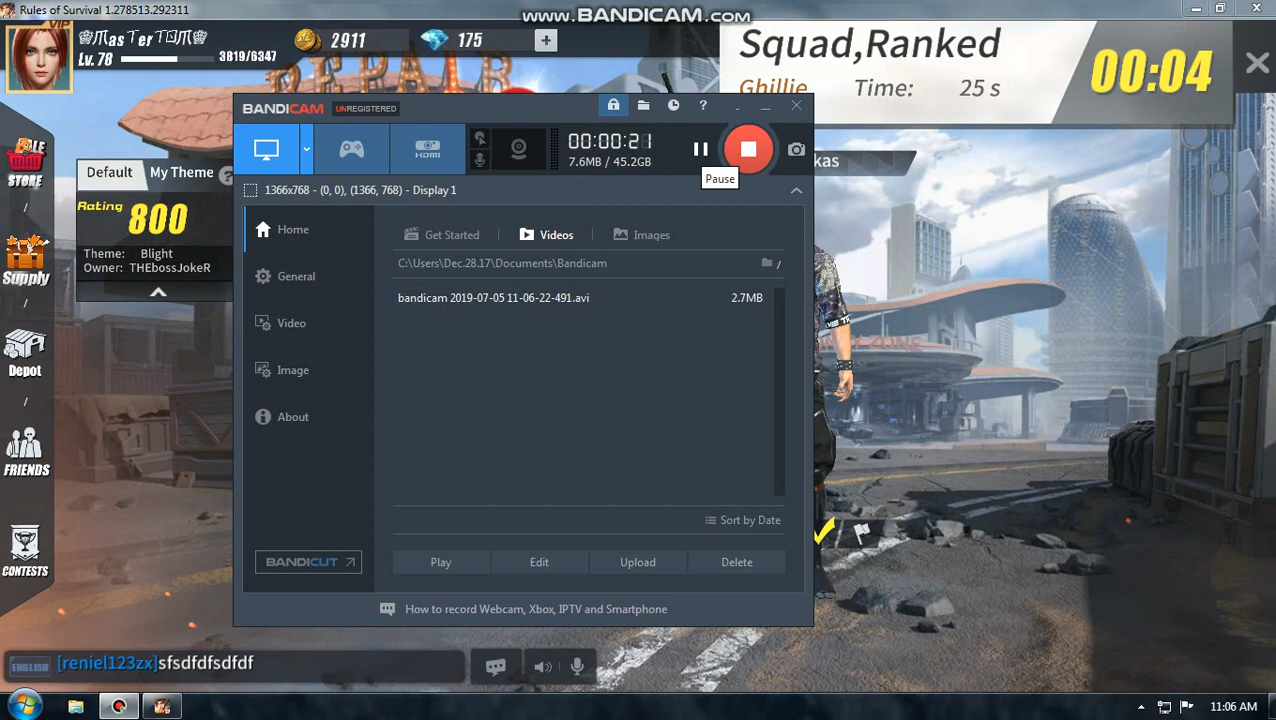 Rules of Survival 1.278513.292311
www.BANDICAM.com
Lv. 78
3819/6347
2911
175
+
REPAIR
Squad,Ranked
Ghillie
Time: 25 s
00:04
STORE
Supply
Depot
FRIENDS
CONTESTS
Default
My Theme
?
Rating
800
Theme: Blight
Owner: THEbossJokeR
kas
BANDICAM UNREGISTERED
?
HDMI
00:00:21
7.6MB / 45.2GB
Pause
1366x768 - (0, 0), (1366, 768) - Display 1
Home
General
Video
Image
About
BANDICUT
Get Started
Videos
Images
C:\Users\Dec.28.17\Documents\Bandicam
/
bandicam 2019-07-05 11-06-22-491.avi
2.7MB
Sort by Date
Play
Edit
Upload
Delete
How to record Webcam, Xbox, IPTV and Smartphone
ENGLISH [reniel123zx]sfsdfdfsdfdf
11:06 AM